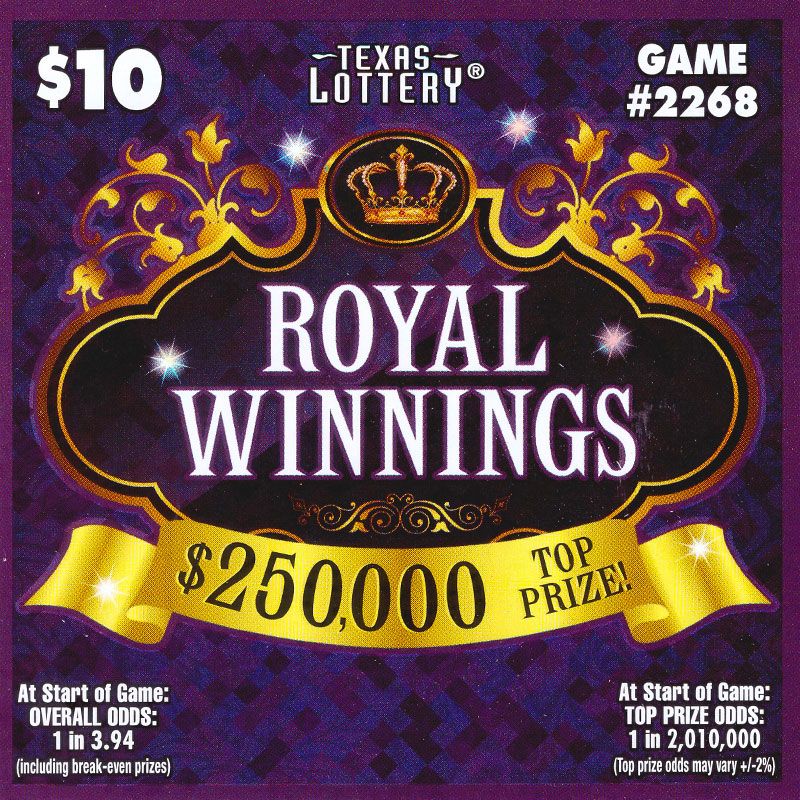 $10
TEXAS
LOTTERY®
GAME
#2268
ROYAL
WINNINGS
$250,000 TOP
PRIZE!
At Start of Game:
OVERALL ODDS:
1 in 3.94
(including break-even prizes)
At Start of Game:
TOP PRIZE ODDS:
1 in 2,010,000
(Top prize odds may vary +/-2%)